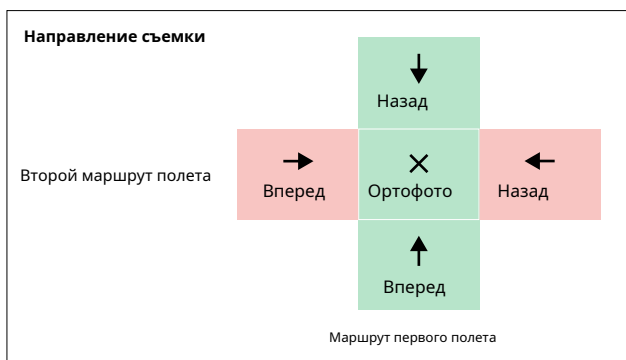 Направление съемки
Назад
Второй маршрут полета
Вперед
Ортофото
Назад
Вперед
Маршрут первого полета